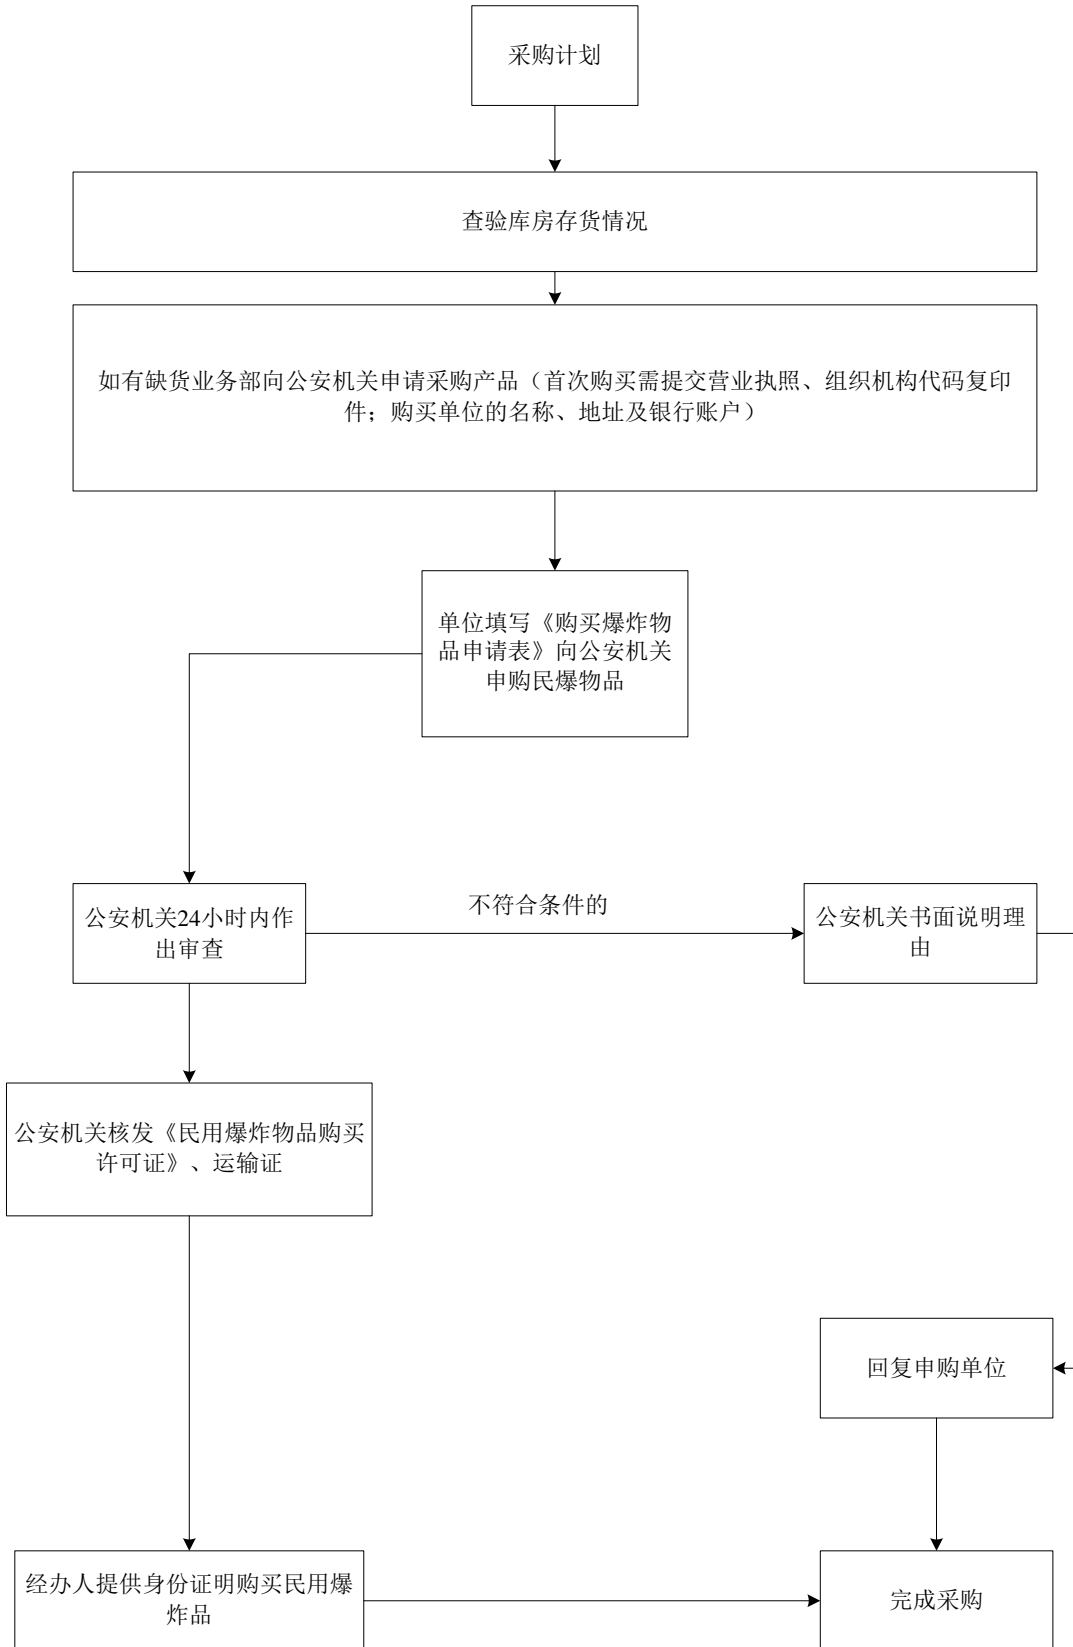 采购计划
查验库房存货情况
如有缺货业务部向公安机关申请采购产品（首次购买需提交营业执照、组织机构代码复印
件；购买单位的名称、地址及银行账户）
单位填写《购买爆炸物
品申请表》向公安机关
申购民爆物品
公安机关24小时内作
出审查
不符合条件的
公安机关书面说明理
由
公安机关核发《民用爆炸物品购买
许可证》、运输证
回复申购单位
经办人提供身份证明购买民用爆
炸品
完成采购